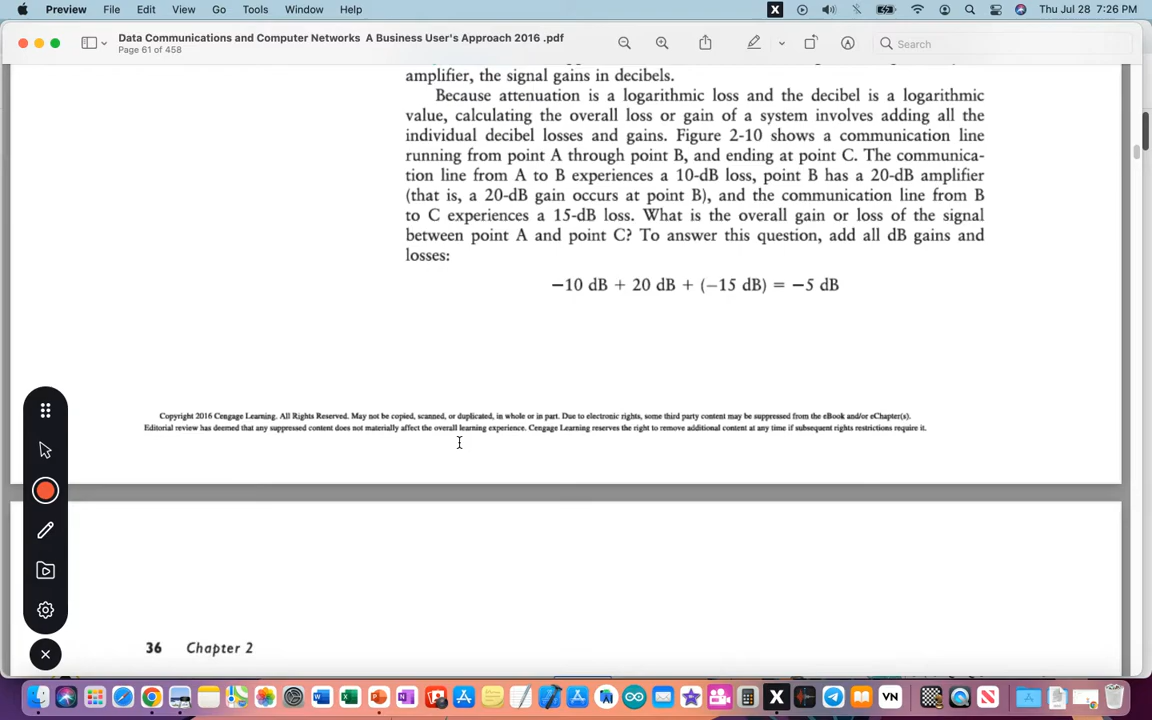 Preview File Edit View Go Tools Window Help Thu Jul 28 7:26 PM
Data Communications and Computer Networks A Business User's Approach 2016 .pdf
Page 61 of 458
Search
amplifier, the signal gains in decibels.
Because attenuation is a logarithmic loss and the decibel is a logarithmic
value, calculating the overall loss or gain of a system involves adding all the
individual decibel losses and gains. Figure 2-10 shows a communication line
running from point A through point B, and ending at point C. The communica-
tion line from A to B experiences a 10-dB loss, point B has a 20-dB amplifier
(that is, a 20-dB gain occurs at point B), and the communication line from B
to C experiences a 15-dB loss. What is the overall gain or loss of the signal
between point A and point C? To answer this question, add all dB gains and
losses:
−10 dB + 20 dB + (−15 dB) = −5 dB
Copyright 2016 Cengage Learning. All Rights Reserved. May not be copied, scanned, or duplicated, in whole or in part. Due to electronic rights, some third party content may be suppressed from the eBook and/or eChapter(s).
Editorial review has deemed that any suppressed content does not materially affect the overall learning experience. Cengage Learning reserves the right to remove additional content at any time if subsequent rights restrictions require it.
36 Chapter 2
VN